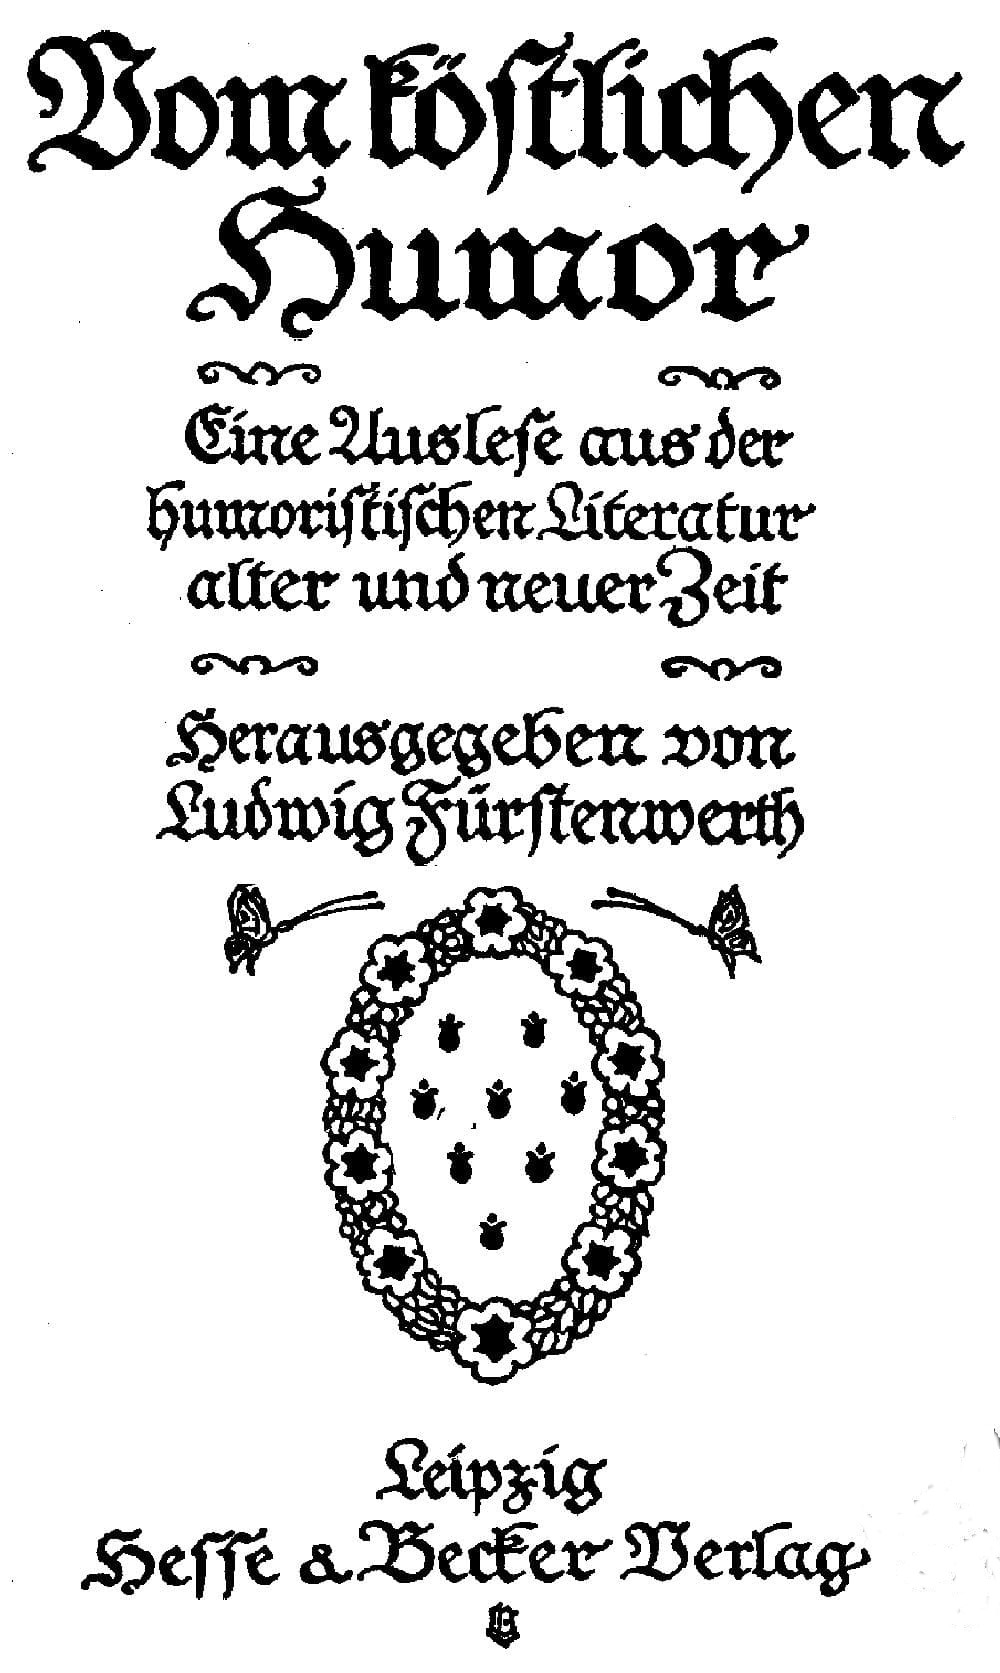 Vom köstlichen
Humor
Eine Auslese aus der
humoristischen Literatur
alter und neuer Zeit
Herausgegeben von
Ludwig Fürstenwerth
Leipzig
Hesse & Becker Verlag